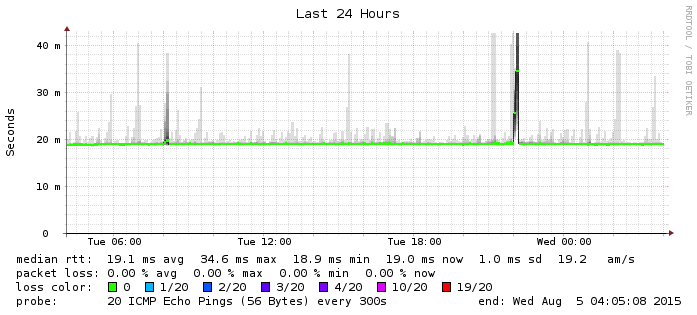 Last 24 Hours
RRDTOOL / TOBI OETIKER
Seconds
40 m
30 m
20 m
10 m
0
Tue 06:00 Tue 12:00 Tue 18:00 Wed 00:00
median rtt: 19.1 ms avg 34.6 ms max 18.9 ms min 19.0 ms now 1.0 ms sd 19.2 am/s
packet loss: 0.00 % avg 0.00 % max 0.00 % min 0.00 % now
loss color: 0 1/20 2/20 3/20 4/20 10/20 19/20
probe: 20 ICMP Echo Pings (56 Bytes) every 300s end: Wed Aug 5 04:05:08 2015